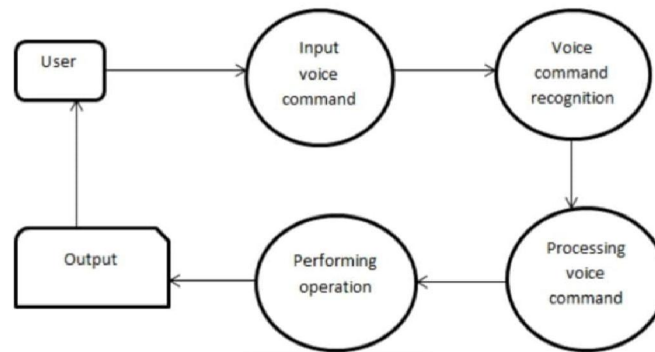 User
Input
voice
command
Voice
command
recognition
Processing
voice
command
Performing
operation
Output